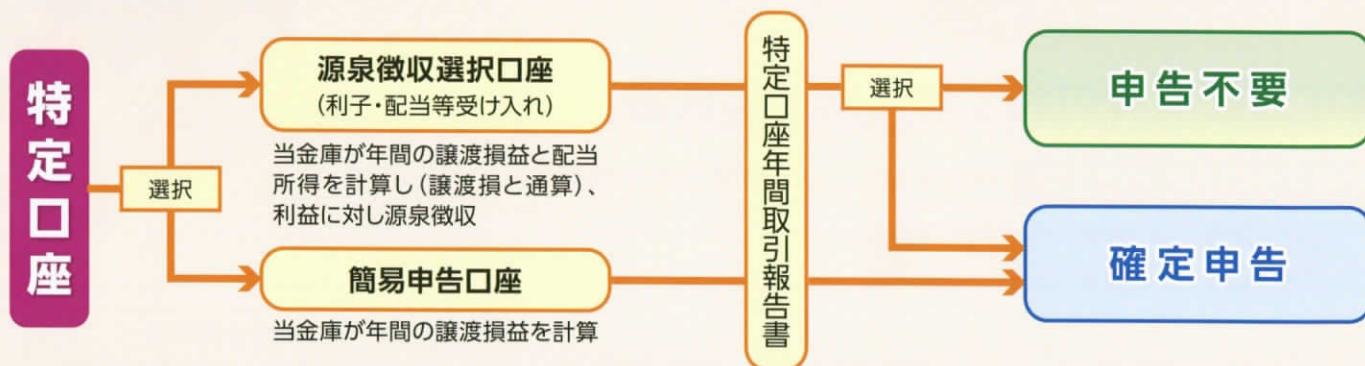 特定口座
選択
源泉徴収選択口座
(利子・配当等受け入れ)
当金庫が年間の譲渡損益と配当
所得を計算し(譲渡損と通算)、
利益に対し源泉徴収
簡易申告口座
当金庫が年間の譲渡損益を計算
特定口座年間取引報告書
選択
申告不要
確定申告